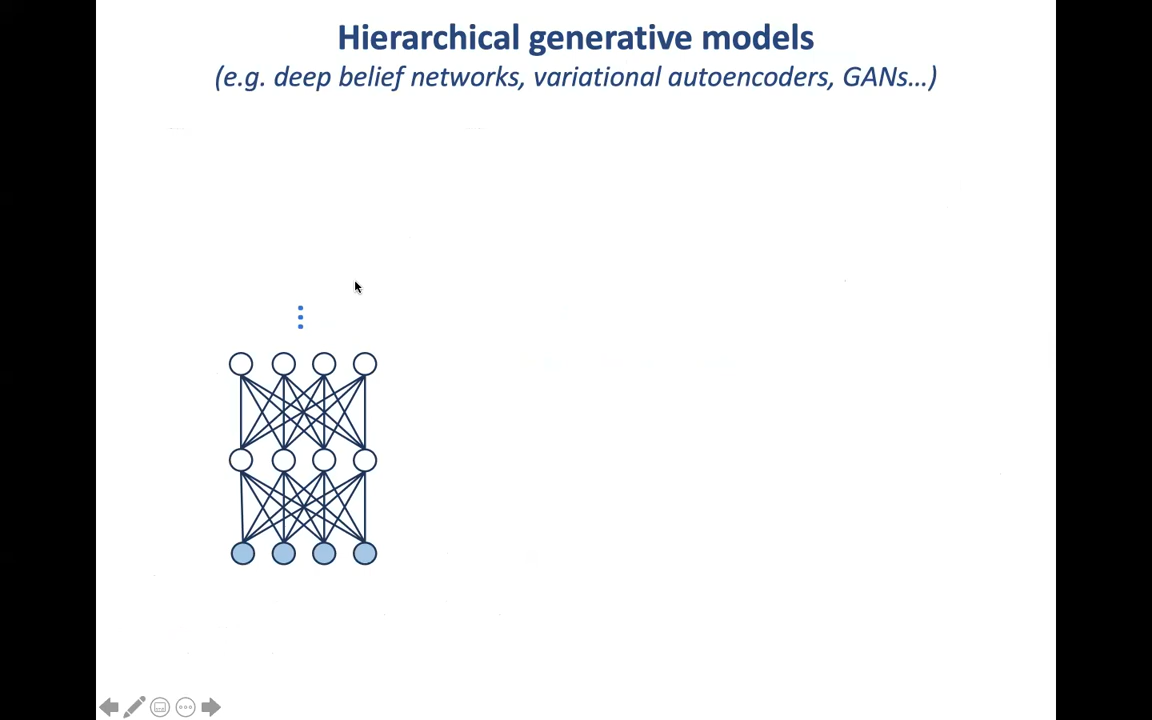 Hierarchical generative models
(e.g. deep belief networks, variational autoencoders, GANs…)